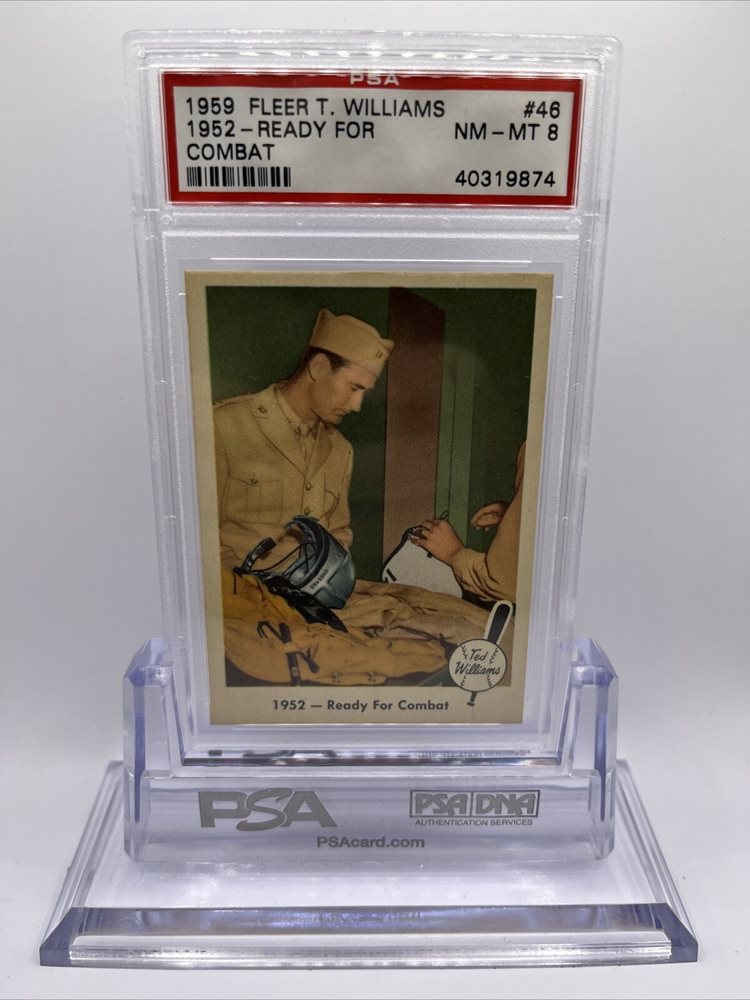 PSA
1959 FLEER T. WILLIAMS #46
1952-READY FOR NM-MT 8
COMBAT
40319874
Ted
Williams
1952 — Ready For Combat
PSA
PSA DNA
AUTHENTICATION SERVICES
PSAcard.com